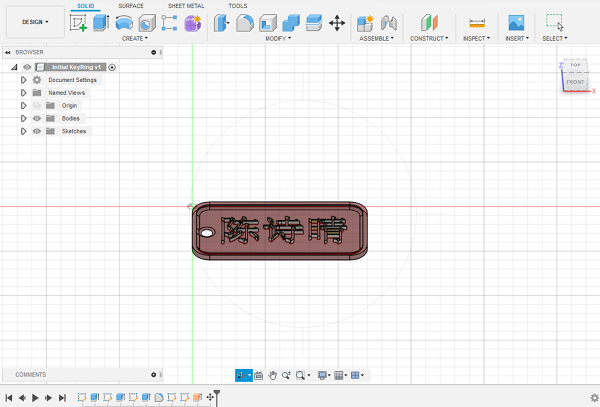 SOLID SURFACE SHEET METAL TOOLS
DESIGN
CREATE MODIFY ASSEMBLE CONSTRUCT INSPECT INSERT SELECT
BROWSER
Initial KeyRing v1
Document Settings
Named Views
Origin
Bodies
Sketches
Z
TOP
FRONT
X
陈诗晴
COMMENTS